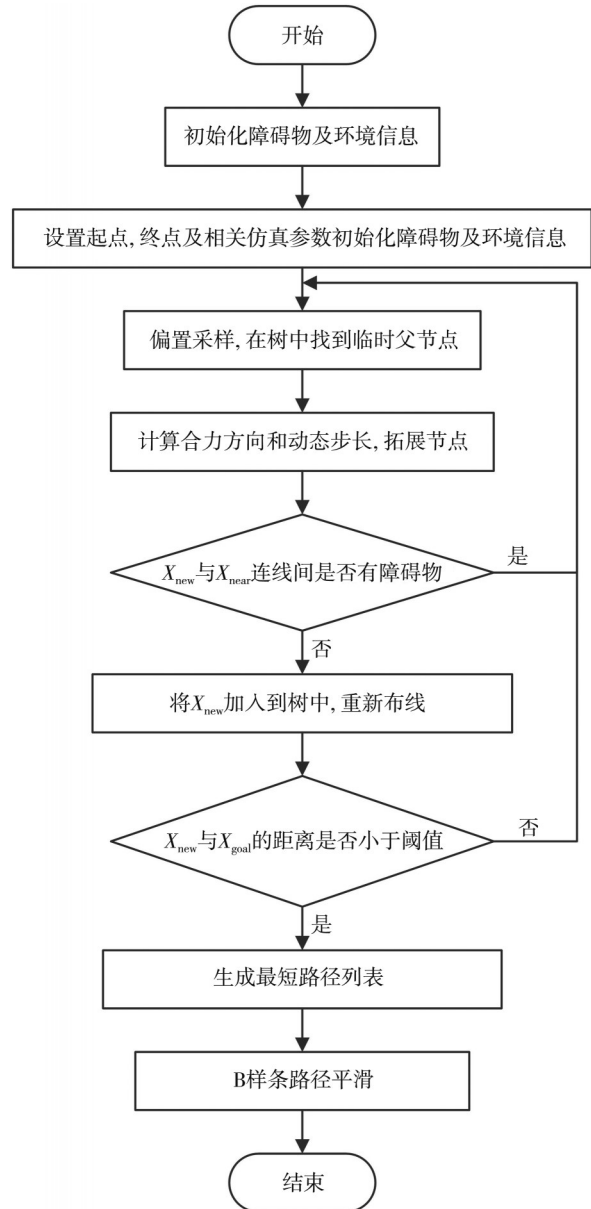 开始
初始化障碍物及环境信息
设置起点, 终点及相关仿真参数初始化障碍物及环境信息
偏置采样, 在树中找到临时父节点
计算合力方向和动态步长, 拓展节点
X_new与X_near连线间是否有障碍物
是
否
将X_new加入到树中, 重新布线
X_new与X_goal的距离是否小于阈值
否
是
生成最短路径列表
B样条路径平滑
结束